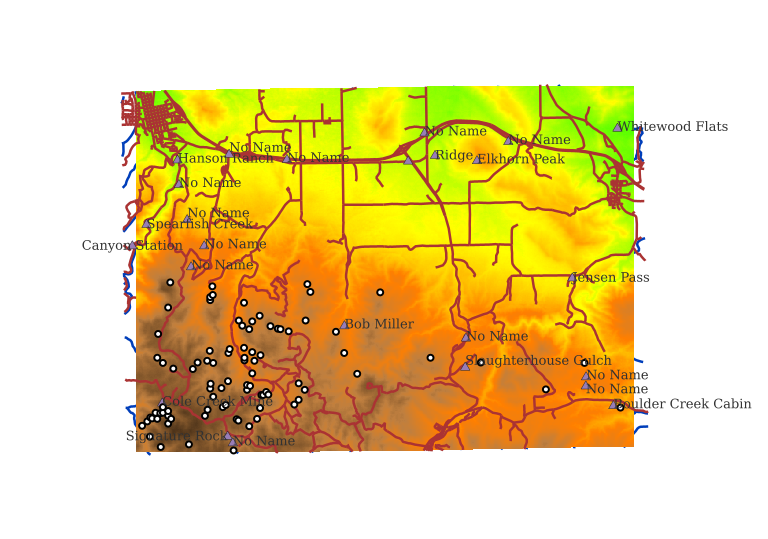 Whitewood Flats
No Name
No Name
No Name
Ridge
Hanson Ranch
No Name
Elkhorn Peak
No Name
No Name
Spearfish Creek
Canyon Station
No Name
No Name
Jensen Pass
Bob Miller
No Name
Slaughterhouse Gulch
No Name
No Name
Cole Creek Mine
Boulder Creek Cabin
Signature Rock
No Name